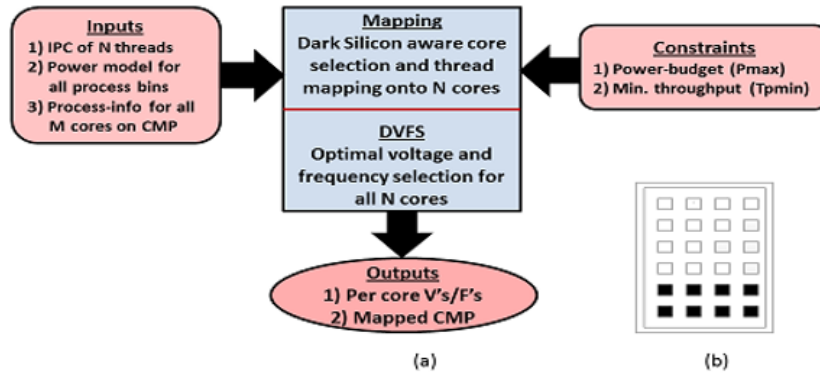 Inputs
1) IPC of N threads
2) Power model for
all process bins
3) Process-info for all
M cores on CMP
Mapping
Dark Silicon aware core
selection and thread
mapping onto N cores
DVFS
Optimal voltage and
frequency selection for
all N cores
Constraints
1) Power-budget (Pmax)
2) Min. throughput (Tpmin)
Outputs
1) Per core V's/F's
2) Mapped CMP
(a)
(b)